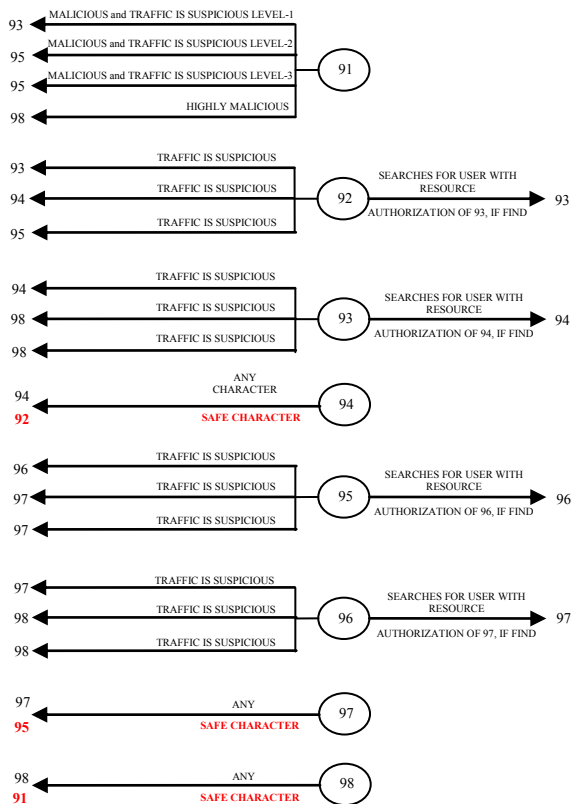 MALICIOUS and TRAFFIC IS SUSPICIOUS LEVEL-1
93
MALICIOUS and TRAFFIC IS SUSPICIOUS LEVEL-2
95
91
MALICIOUS and TRAFFIC IS SUSPICIOUS LEVEL-3
95
HIGHLY MALICIOUS
98
TRAFFIC IS SUSPICIOUS
93
TRAFFIC IS SUSPICIOUS
94
TRAFFIC IS SUSPICIOUS
95
92
SEARCHES FOR USER WITH
RESOURCE
AUTHORIZATION OF 93, IF FIND
93
TRAFFIC IS SUSPICIOUS
94
TRAFFIC IS SUSPICIOUS
98
TRAFFIC IS SUSPICIOUS
98
93
SEARCHES FOR USER WITH
RESOURCE
AUTHORIZATION OF 94, IF FIND
94
ANY
CHARACTER
94
92
SAFE CHARACTER
94
TRAFFIC IS SUSPICIOUS
96
TRAFFIC IS SUSPICIOUS
97
TRAFFIC IS SUSPICIOUS
97
95
SEARCHES FOR USER WITH
RESOURCE
AUTHORIZATION OF 96, IF FIND
96
TRAFFIC IS SUSPICIOUS
97
TRAFFIC IS SUSPICIOUS
98
TRAFFIC IS SUSPICIOUS
98
96
SEARCHES FOR USER WITH
RESOURCE
AUTHORIZATION OF 97, IF FIND
97
97
ANY
95
SAFE CHARACTER
97
98
ANY
91
SAFE CHARACTER
98